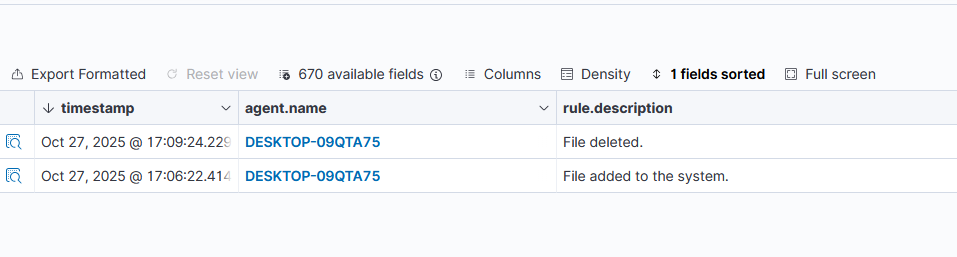 Export Formatted Reset view 670 available fields Columns Density 1 fields sorted Full screen
timestamp agent.name rule.description
Oct 27, 2025 @ 17:09:24.229 DESKTOP-09QTA75 File deleted.
Oct 27, 2025 @ 17:06:22.414 DESKTOP-09QTA75 File added to the system.